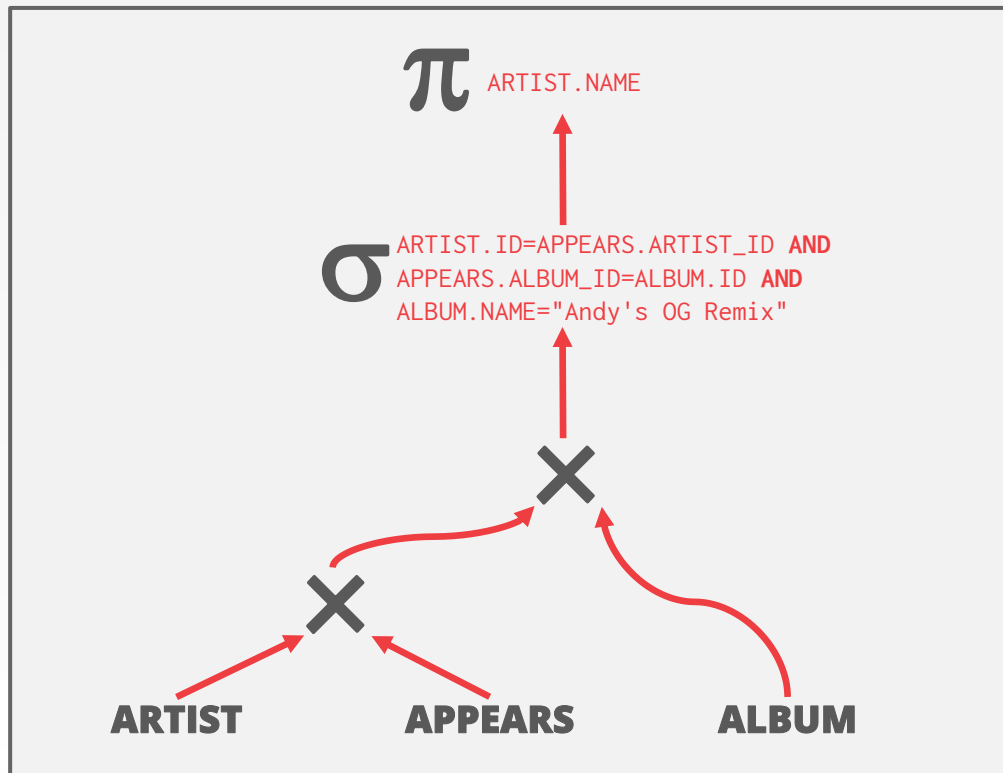 π ARTIST.NAME
σ ARTIST.ID=APPEARS.ARTIST_ID AND
APPEARS.ALBUM_ID=ALBUM.ID AND
ALBUM.NAME="Andy's OG Remix"
×
×
ARTIST APPEARS ALBUM